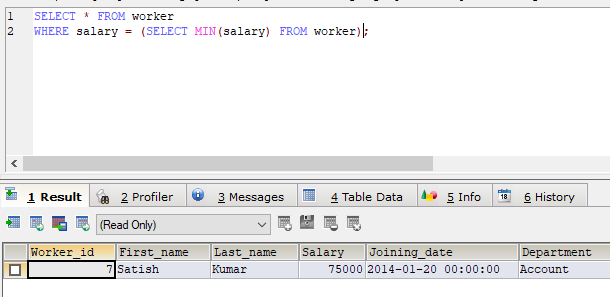 1 SELECT * FROM worker
2 WHERE salary = (SELECT MIN(salary) FROM worker);
1 Result 2 Profiler 3 Messages 4 Table Data 5 Info 18 6 History
(Read Only)
Worker_id First_name Last_name Salary Joining_date Department
7 Satish Kumar 75000 2014-01-20 00:00:00 Account